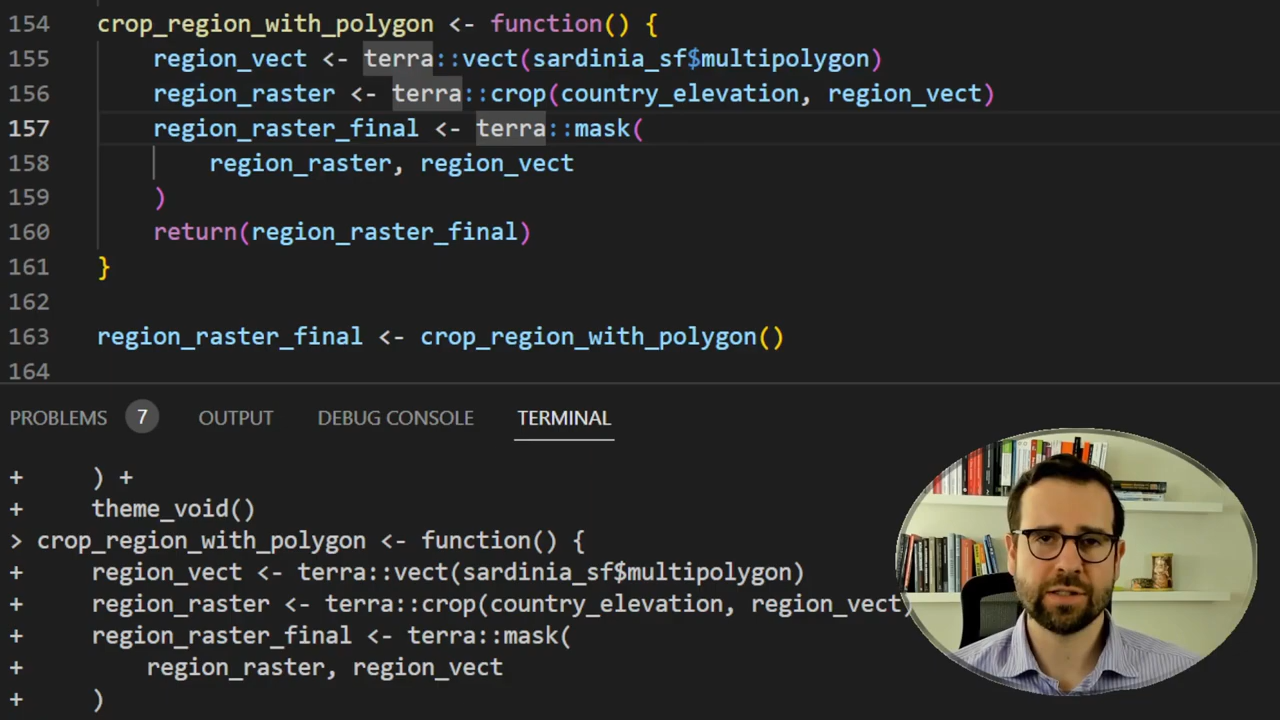 154 crop_region_with_polygon <- function() {
155 region_vect <- terra::vect(sardinia_sf$multipolygon)
156 region_raster <- terra::crop(country_elevation, region_vect)
157 region_raster_final <- terra::mask(
158 region_raster, region_vect
159 )
160 return(region_raster_final)
161 }
162
163 region_raster_final <- crop_region_with_polygon()
164
PROBLEMS 7 OUTPUT DEBUG CONSOLE TERMINAL
+ ) +
+ theme_void()
> crop_region_with_polygon <- function() {
+ region_vect <- terra::vect(sardinia_sf$multipolygon)
+ region_raster <- terra::crop(country_elevation, region_vect)
+ region_raster_final <- terra::mask(
+ region_raster, region_vect
+ )